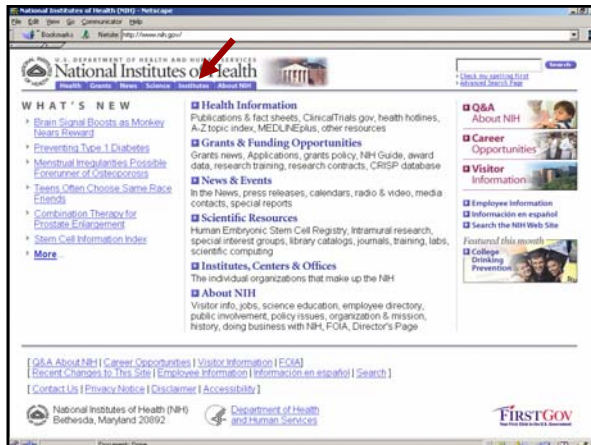 National Institutes of Health (NIH) - Netscape
File Edit View Go Communicator Help
Bookmarks Netsite: http://www.nih.gov/
U.S. DEPARTMENT OF HEALTH AND HUMAN SERVICES
National Institutes of Health
Health Grants News Science Institutes About NIH
Search
Check my spelling first
Advanced Search Page
WHAT'S NEW
Brain Signal Boosts as Monkey
Nears Reward
Preventing Type 1 Diabetes
Menstrual Irregularities Possible
Forerunner of Osteoporosis
Teens Often Choose Same Race
Friends
Combination Therapy for
Prostate Enlargement
Stem Cell Information Index
More...
Health Information
Publications & fact sheets, ClinicalTrials.gov, health hotlines,
A-Z topic index, MEDLINEplus, other resources
Grants & Funding Opportunities
Grants news, Applications, grants policy, NIH Guide, award
data, research training, research contracts, CRISP database
News & Events
In the News, press releases, calendars, radio & video, media
contacts, special reports
Scientific Resources
Human Embryonic Stem Cell Registry, Intramural research,
special interest groups, library catalogs, journals, training, labs,
scientific computing
Institutes, Centers & Offices
The individual organizations that make up the NIH
About NIH
Visitor info, jobs, science education, employee directory,
public involvement, policy issues, organization & mission,
history, doing business with NIH, FOIA, Director's Page
Q&A
About NIH
Career
Opportunities
Visitor
Information
Employee Information
Información en español
Search the NIH Web Site
Featured this month
College
Drinking
Prevention
[ Q&A About NIH | Career Opportunities | Visitor Information | FOIA ]
[ Recent Changes to This Site | Employee Information | Información en español | Search ]
[ Contact Us | Privacy Notice | Disclaimer | Accessibility ]
National Institutes of Health (NIH)
Bethesda, Maryland 20892
Department of Health
and Human Services
FIRSTGOV
Your First Click to the U.S. Government
Document: Done